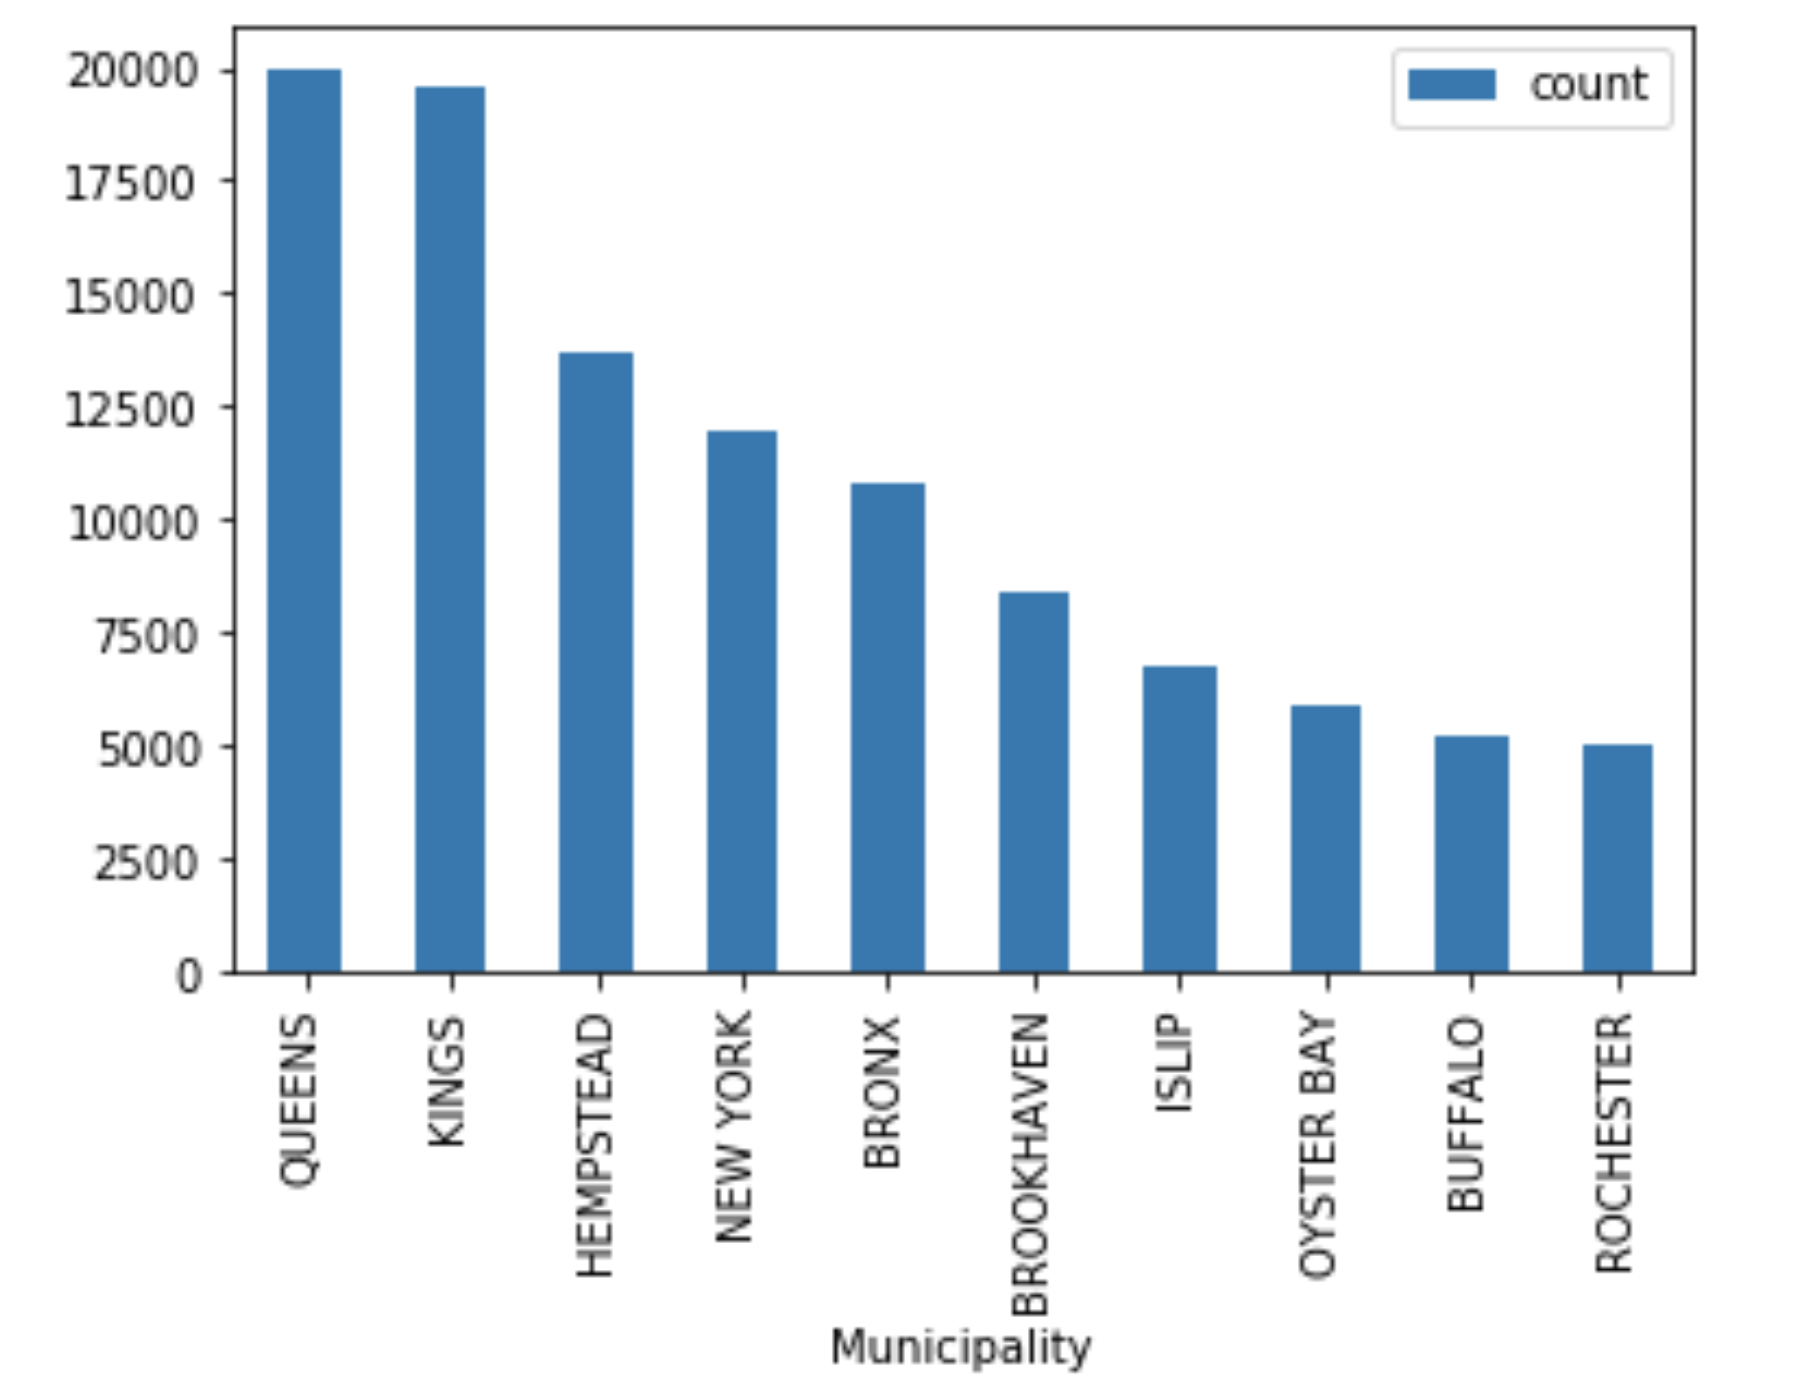 20000
17500
15000
12500
10000
7500
5000
2500
0
count
QUEENS
KINGS
HEMPSTEAD
NEW YORK
BRONX
BROOKHAVEN
ISLIP
OYSTER BAY
BUFFALO
ROCHESTER
Municipality